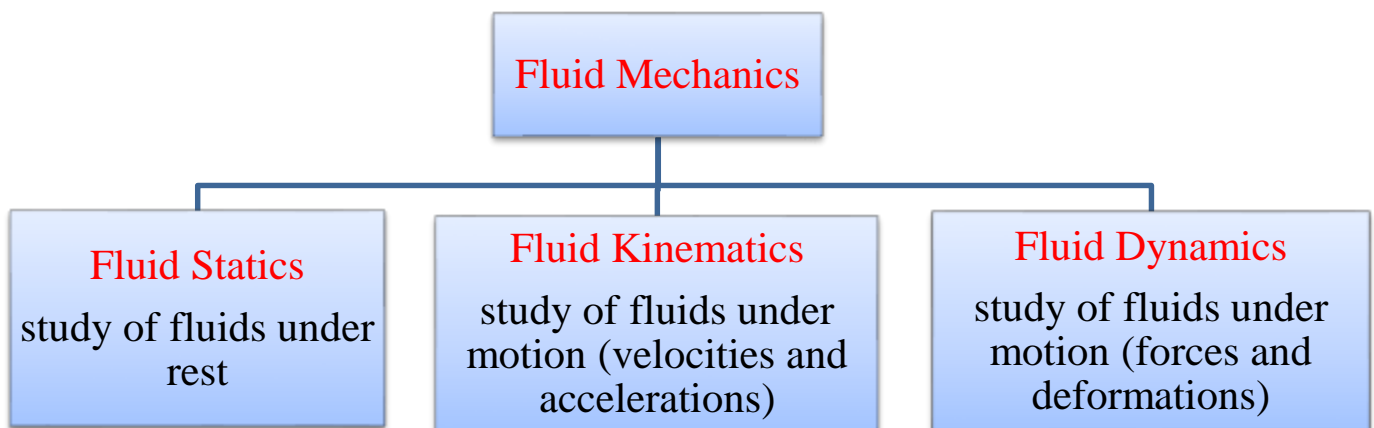 Fluid Mechanics
Fluid Statics
study of fluids under
rest
Fluid Kinematics
study of fluids under
motion (velocities and
accelerations)
Fluid Dynamics
study of fluids under
motion (forces and
deformations)